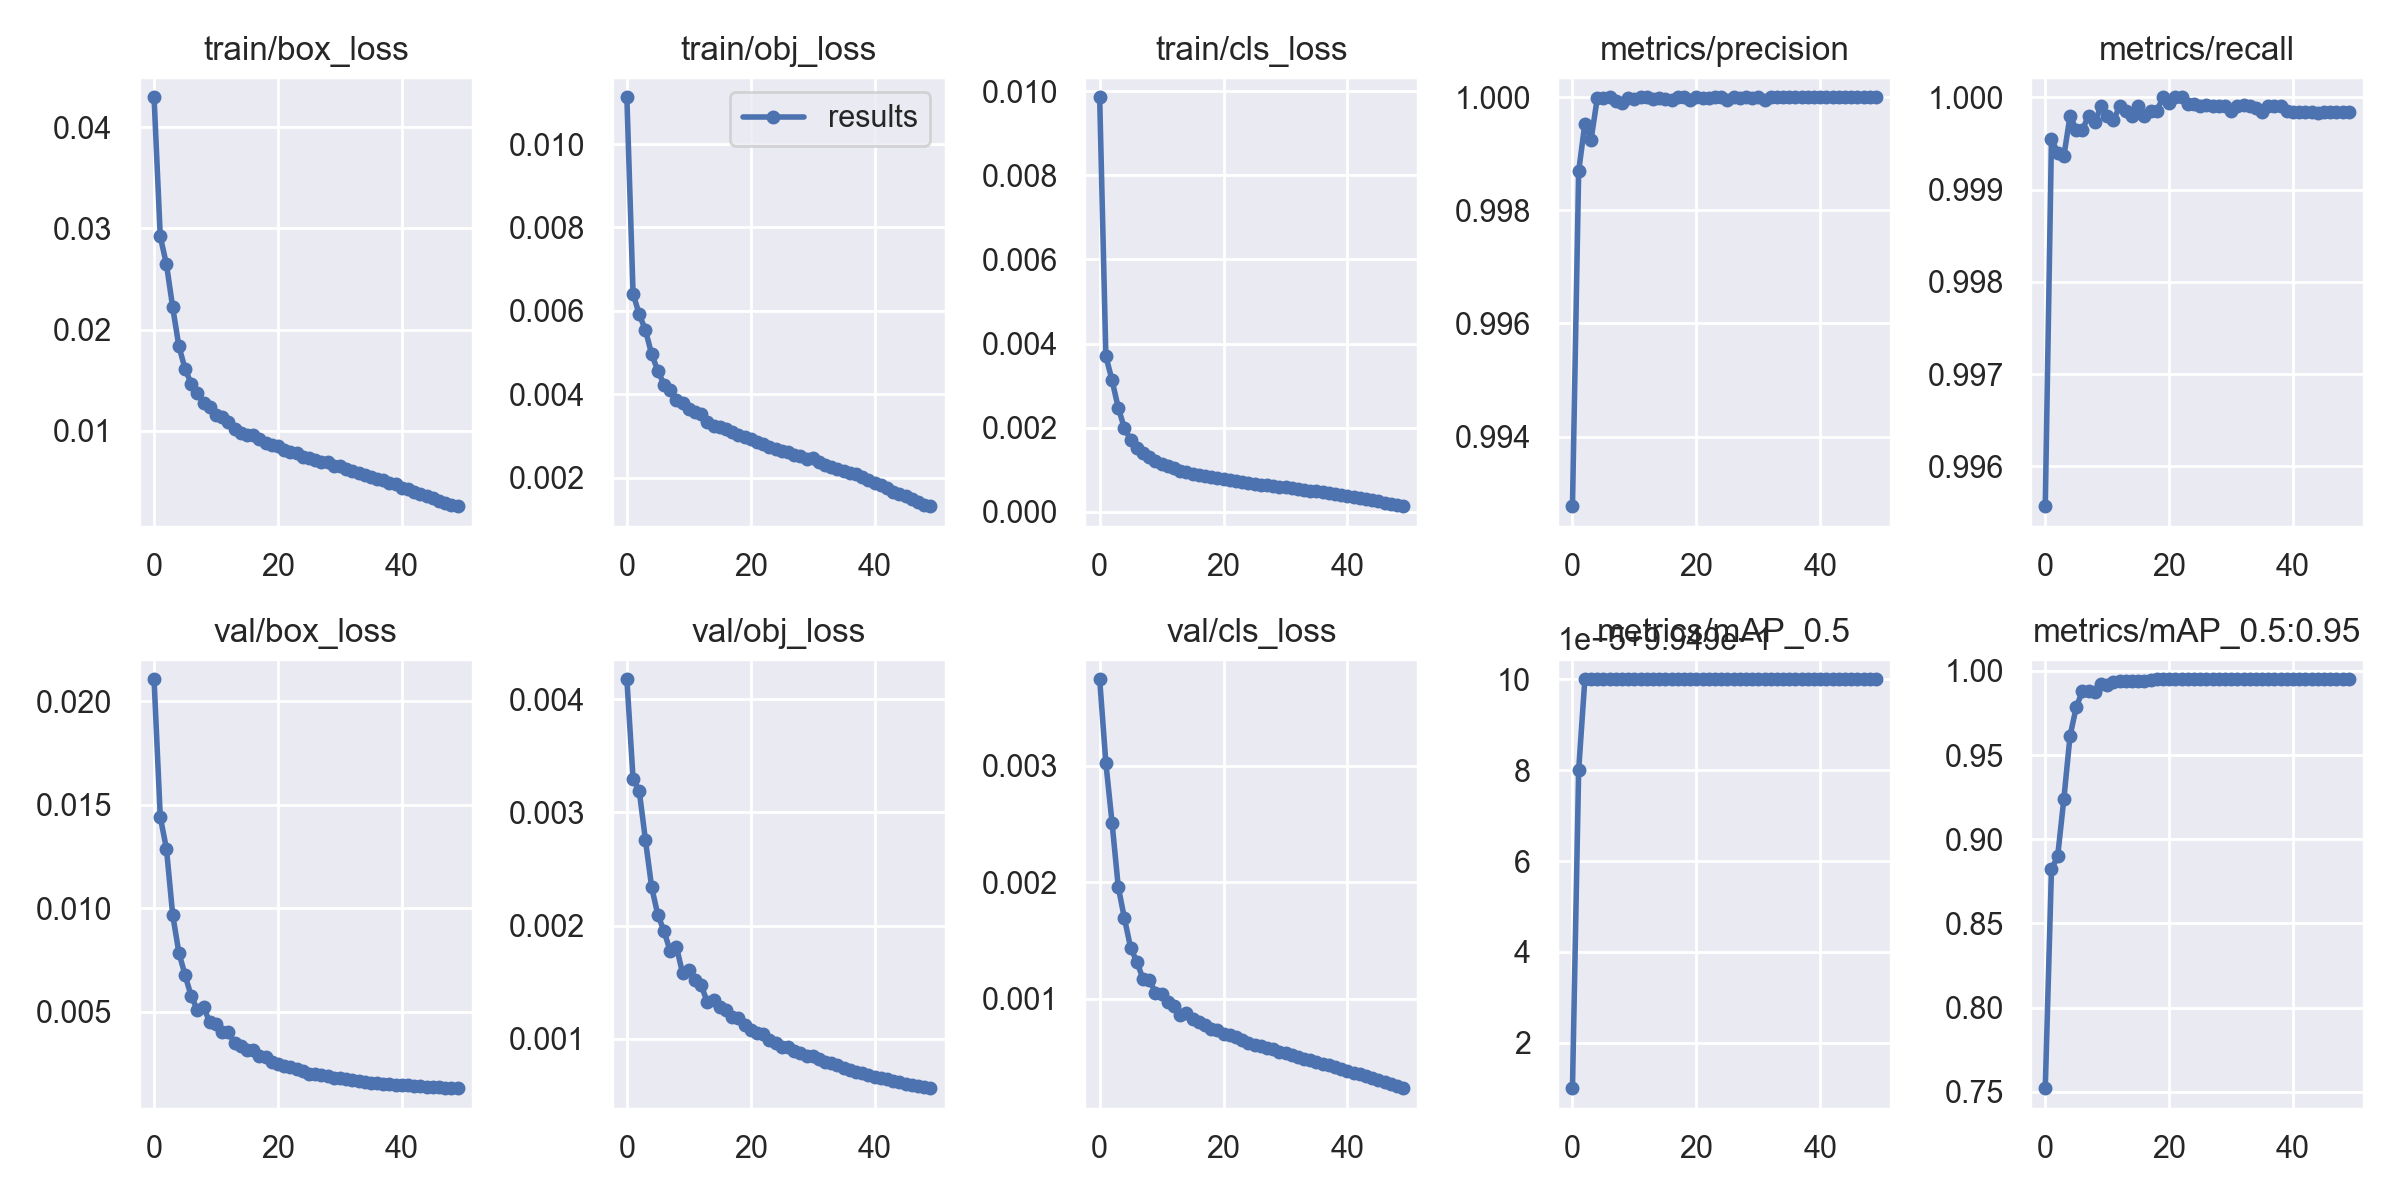 train/box_loss
0.04
0.03
0.02
0.01
0 20 40
train/obj_loss
results
0.010
0.008
0.006
0.004
0.002
0 20 40
train/cls_loss
0.010
0.008
0.006
0.004
0.002
0.000
0 20 40
metrics/precision
1.000
0.998
0.996
0.994
0 20 40
metrics/recall
1.000
0.999
0.998
0.997
0.996
0 20 40
val/box_loss
0.020
0.015
0.010
0.005
0 20 40
val/obj_loss
0.004
0.003
0.002
0.001
0 20 40
val/cls_loss
0.003
0.002
0.001
0 20 40
metrics/mAP_0.5
1e−5+9.949e−1
10
8
6
4
2
0 20 40
metrics/mAP_0.5:0.95
1.00
0.95
0.90
0.85
0.80
0.75
0 20 40